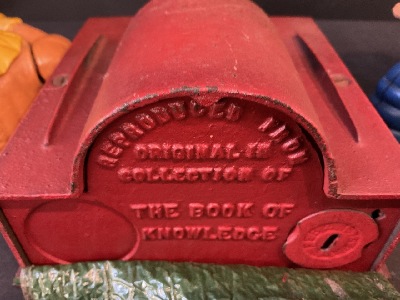 REPRODUCED FROM
ORIGINAL IN
COLLECTION OF
THE BOOK OF
KNOWLEDGE